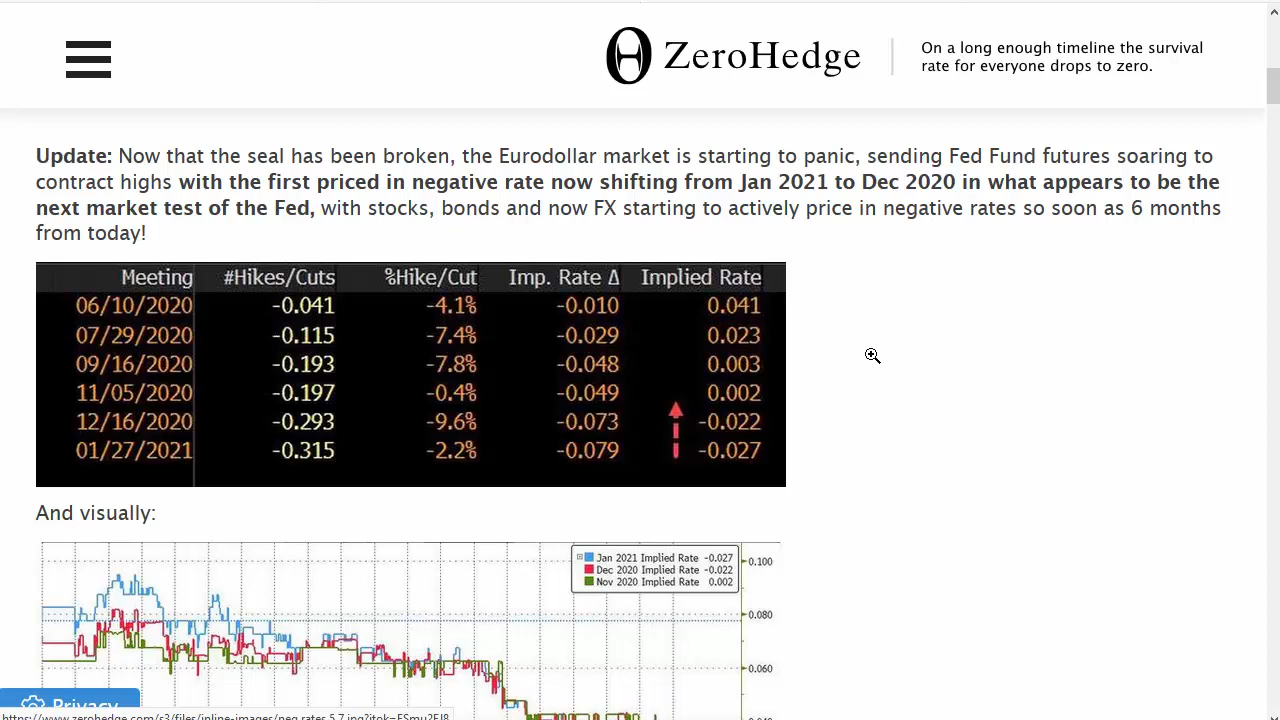 ZeroHedge
On a long enough timeline the survival
rate for everyone drops to zero.
Update: Now that the seal has been broken, the Eurodollar market is starting to panic, sending Fed Fund futures soaring to
contract highs with the first priced in negative rate now shifting from Jan 2021 to Dec 2020 in what appears to be the
next market test of the Fed, with stocks, bonds and now FX starting to actively price in negative rates so soon as 6 months
from today!
Meeting #Hikes/Cuts %Hike/Cut Imp. Rate Δ Implied Rate
06/10/2020 -0.041 -4.1% -0.010 0.041
07/29/2020 -0.115 -7.4% -0.029 0.023
09/16/2020 -0.193 -7.8% -0.048 0.003
11/05/2020 -0.197 -0.4% -0.049 0.002
12/16/2020 -0.293 -9.6% -0.073 -0.022
01/27/2021 -0.315 -2.2% -0.079 -0.027
And visually:
Jan 2021 Implied Rate -0.027
Dec 2020 Implied Rate -0.022
Nov 2020 Implied Rate 0.002
0.100
0.080
0.060
Privacy